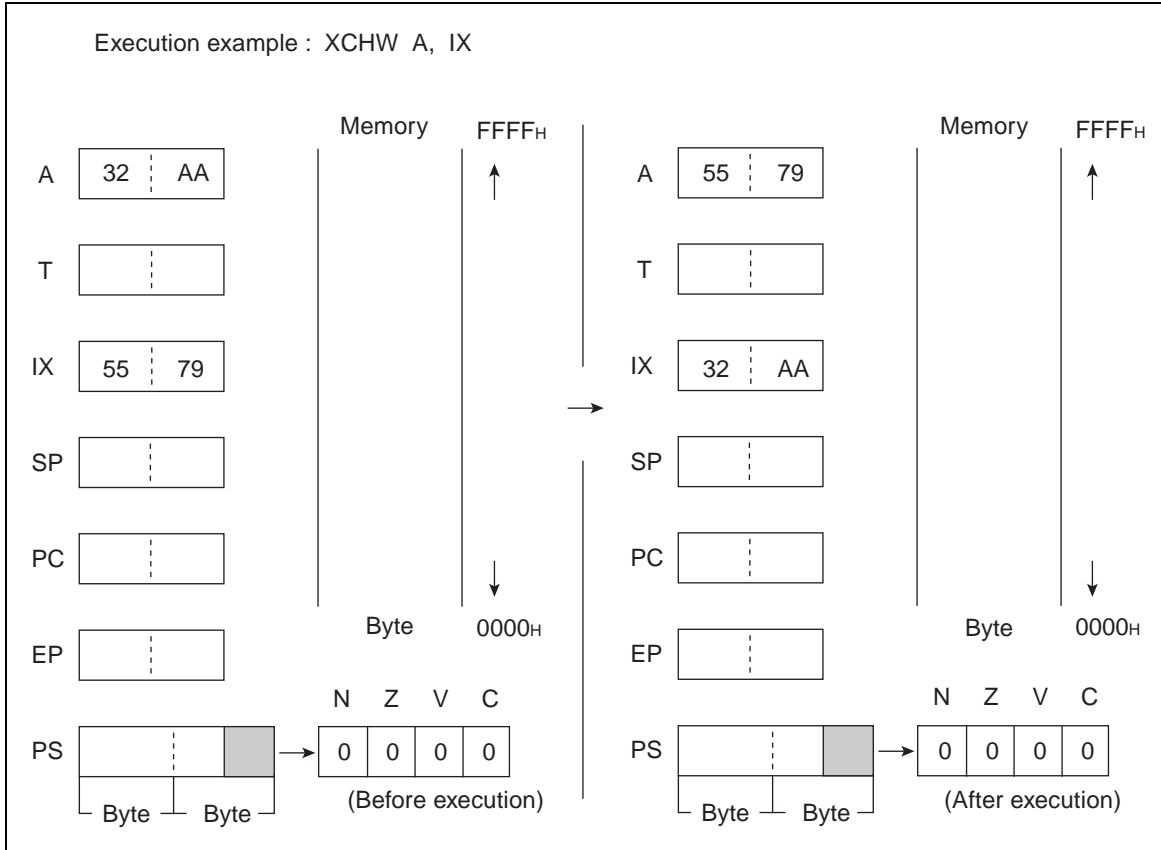 Execution example : XCHW A, IX
Memory FFFFH
A 32 AA
T
IX 55 79
SP
PC
EP
Byte 0000H
N Z V C
PS 0 0 0 0
Byte Byte
(Before execution)
Memory FFFFH
A 55 79
T
IX 32 AA
SP
PC
EP
Byte 0000H
N Z V C
PS 0 0 0 0
Byte Byte
(After execution)